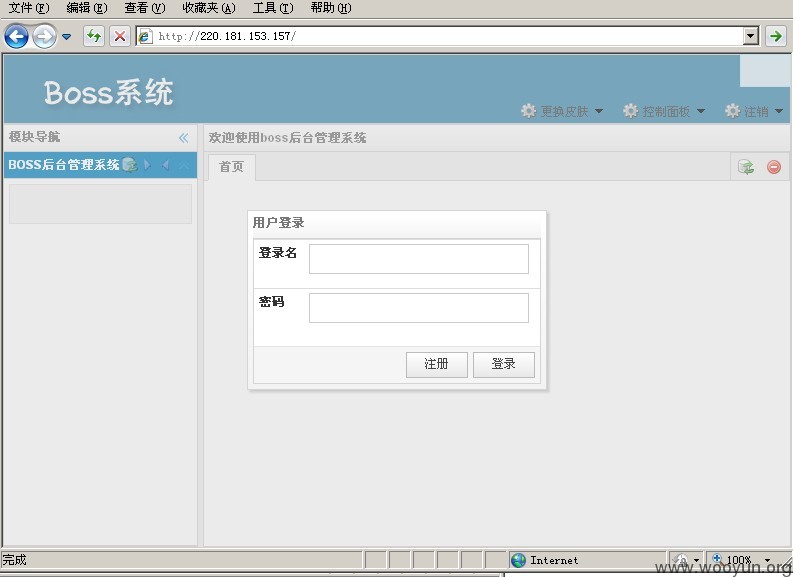 文件(F) 编辑(E) 查看(V) 收藏夹(A) 工具(T) 帮助(H)
http://220.181.153.157/
Boss系统
更换皮肤 控制面板 注销
模块导航
欢迎使用boss后台管理系统
BOSS后台管理系统
首页
用户登录
登录名
密码
注册 登录
完成 Internet 100%
www.wooyun.org